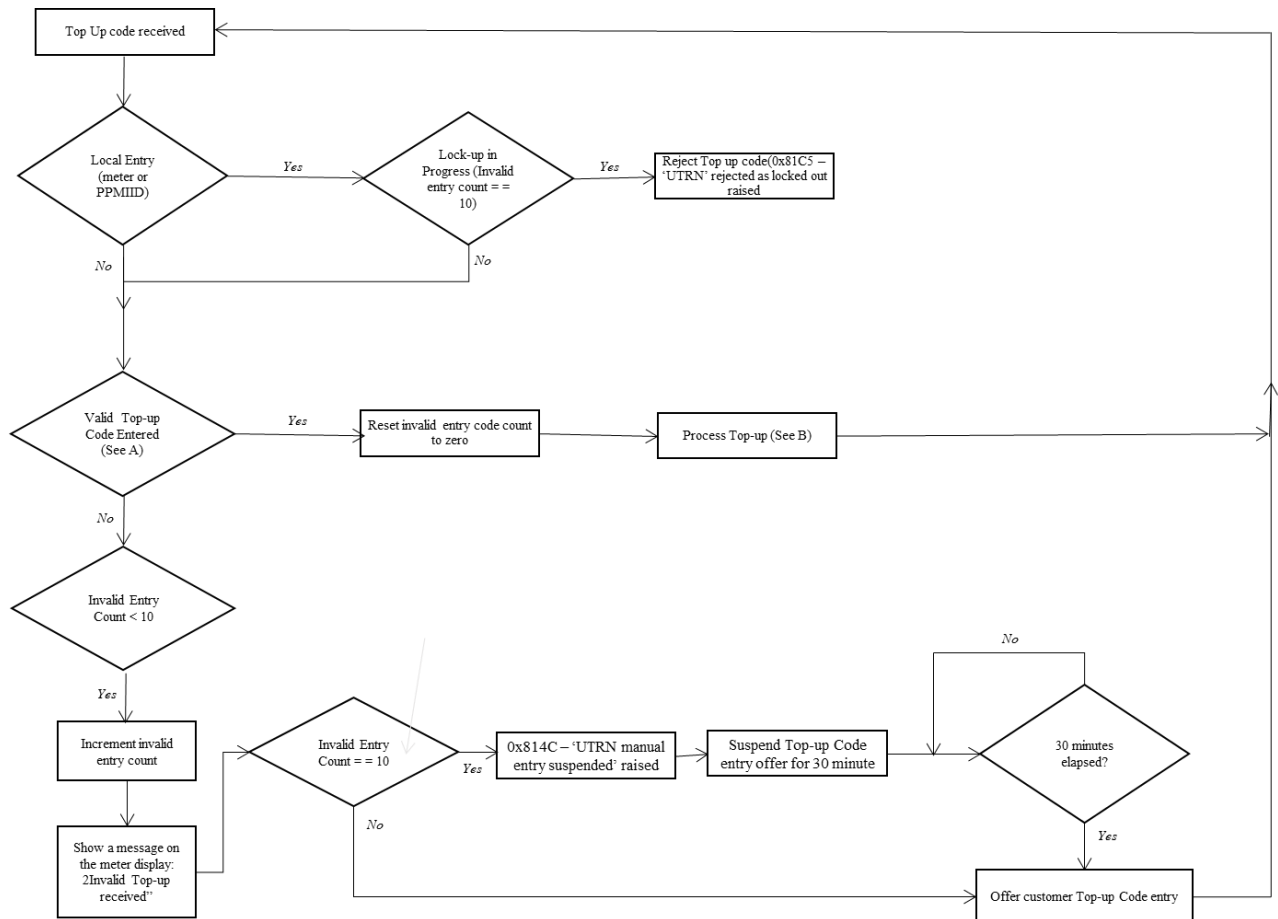 Top Up code received
Local Entry
(meter or
PPMIID)
Yes
Lock-up in
Progress (Invalid
entry count = =
10)
Yes
Reject Top up code(0x81C5 –
‘UTRN’ rejected as locked out
raised
No
No
Valid Top-up
Code Entered
(See A)
Yes
Reset invalid entry code count
to zero
Process Top-up (See B)
No
Invalid Entry
Count < 10
Yes
Increment invalid
entry count
Show a message on
the meter display:
2Invalid Top-up
received”
Invalid Entry
Count = = 10
Yes
0x814C – ‘UTRN manual
entry suspended’ raised
Suspend Top-up Code
entry offer for 30 minute
No
30 minutes
elapsed?
No
Yes
Offer customer Top-up Code entry